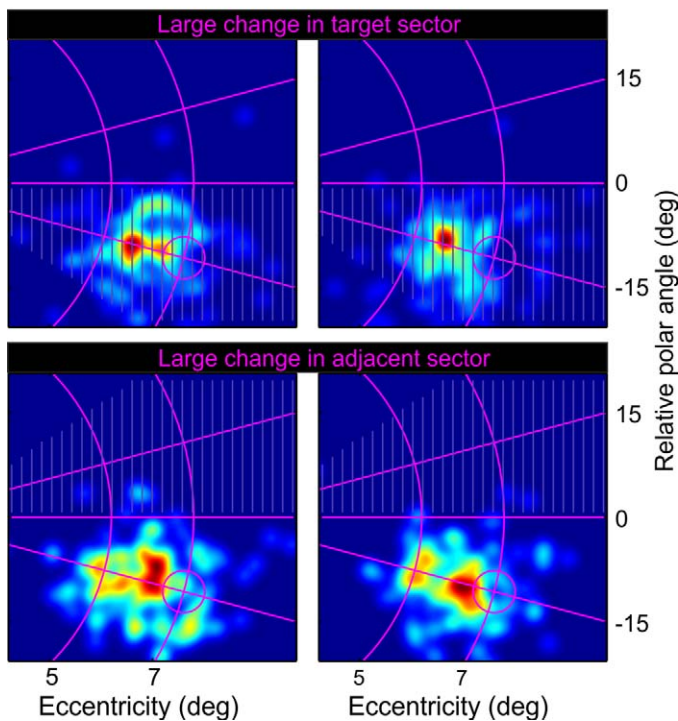 Large change in target sector
15
0
-15
Large change in adjacent sector
15
0
-15
Relative polar angle (deg)
5 7 5 7
Eccentricity (deg) Eccentricity (deg)